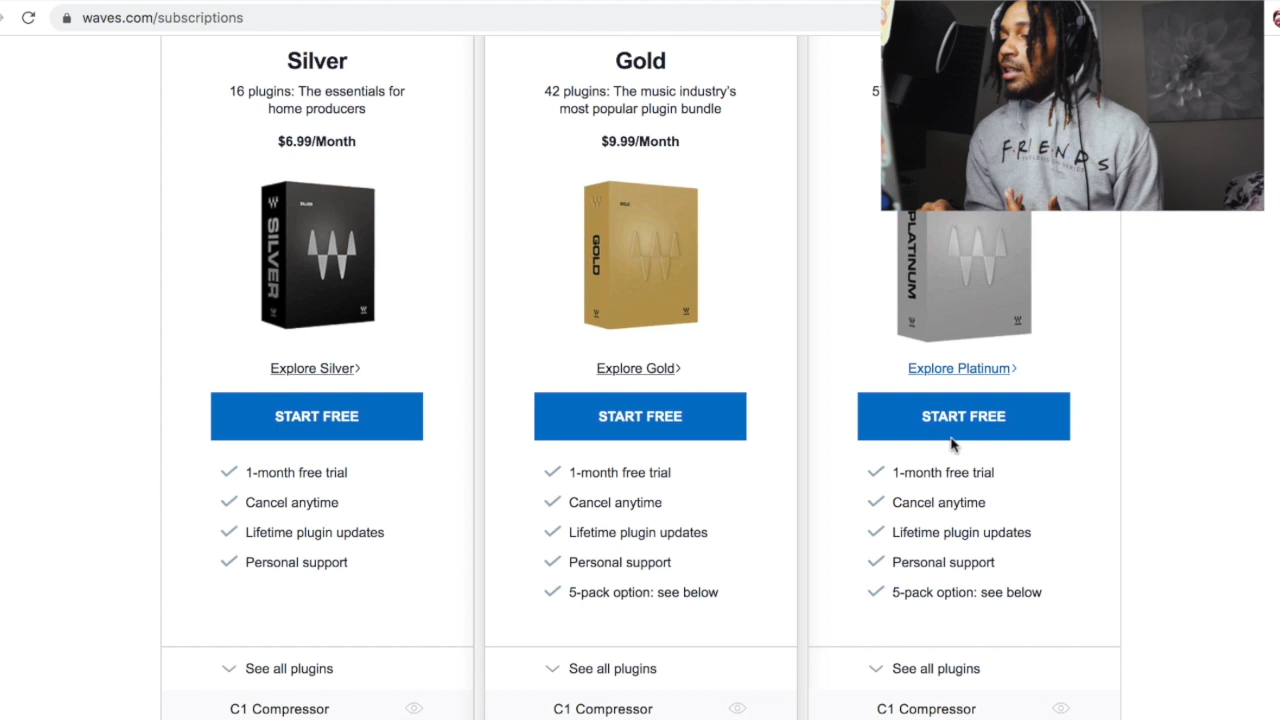 waves.com/subscriptions
Silver
16 plugins: The essentials for
home producers
$6.99/Month
SILVER
SILVER
Explore Silver>
START FREE
1-month free trial
Cancel anytime
Lifetime plugin updates
Personal support
See all plugins
C1 Compressor
Gold
42 plugins: The music industry's
most popular plugin bundle
$9.99/Month
GOLD
GOLD
Explore Gold>
START FREE
1-month free trial
Cancel anytime
Lifetime plugin updates
Personal support
5-pack option: see below
See all plugins
C1 Compressor
5
FRIENDS
PLATINUM
Explore Platinum>
START FREE
1-month free trial
Cancel anytime
Lifetime plugin updates
Personal support
5-pack option: see below
See all plugins
C1 Compressor